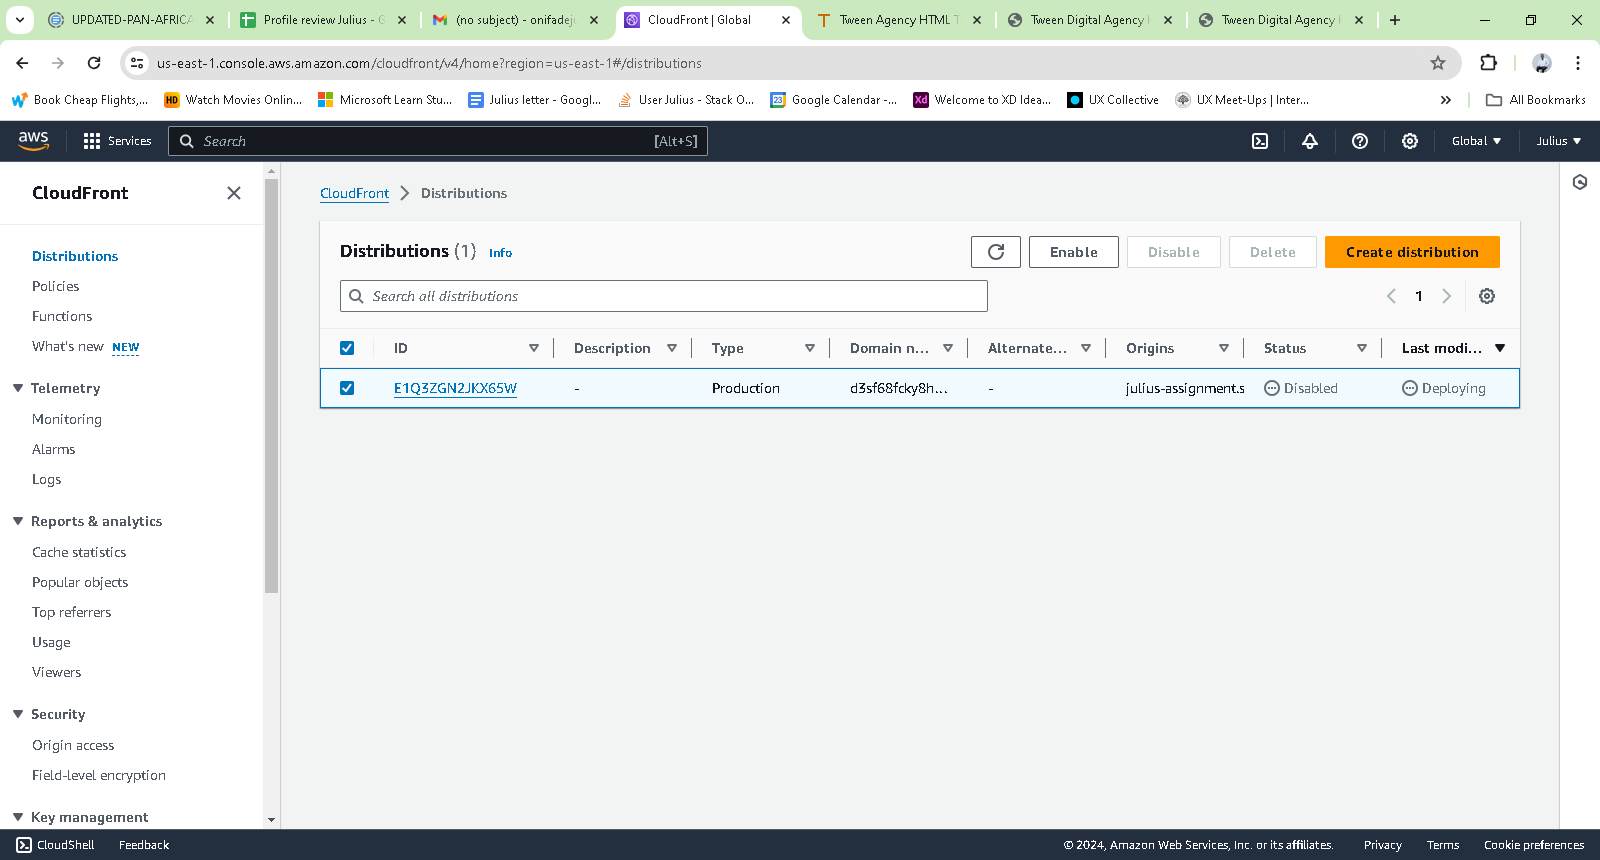 UPDATED-PAN-AFRICA
Profile review Julius - G
(no subject) - onifadeju
CloudFront | Global
Tween Agency HTML T
Tween Digital Agency H
Tween Digital Agency H
us-east-1.console.aws.amazon.com/cloudfront/v4/home?region=us-east-1#/distributions
Book Cheap Flights,...
HD Watch Movies Onlin...
Microsoft Learn Stu...
Julius letter - Googl...
User Julius - Stack O...
23 Google Calendar -...
Xd Welcome to XD Idea...
UX Collective
UX Meet-Ups | Inter...
All Bookmarks
aws
Services
Search
[Alt+S]
Global
Julius
CloudFront
Distributions
Policies
Functions
What's new NEW
Telemetry
Monitoring
Alarms
Logs
Reports & analytics
Cache statistics
Popular objects
Top referrers
Usage
Viewers
Security
Origin access
Field-level encryption
Key management
CloudFront > Distributions
Distributions (1) Info
Enable
Disable
Delete
Create distribution
Search all distributions
1
ID Description Type Domain n... Alternate... Origins Status Last modi...
E1Q3ZGN2JKX65W - Production d3sf68fcky8h... - julius-assignment.s Disabled Deploying
CloudShell
Feedback
© 2024, Amazon Web Services, Inc. or its affiliates.
Privacy
Terms
Cookie preferences